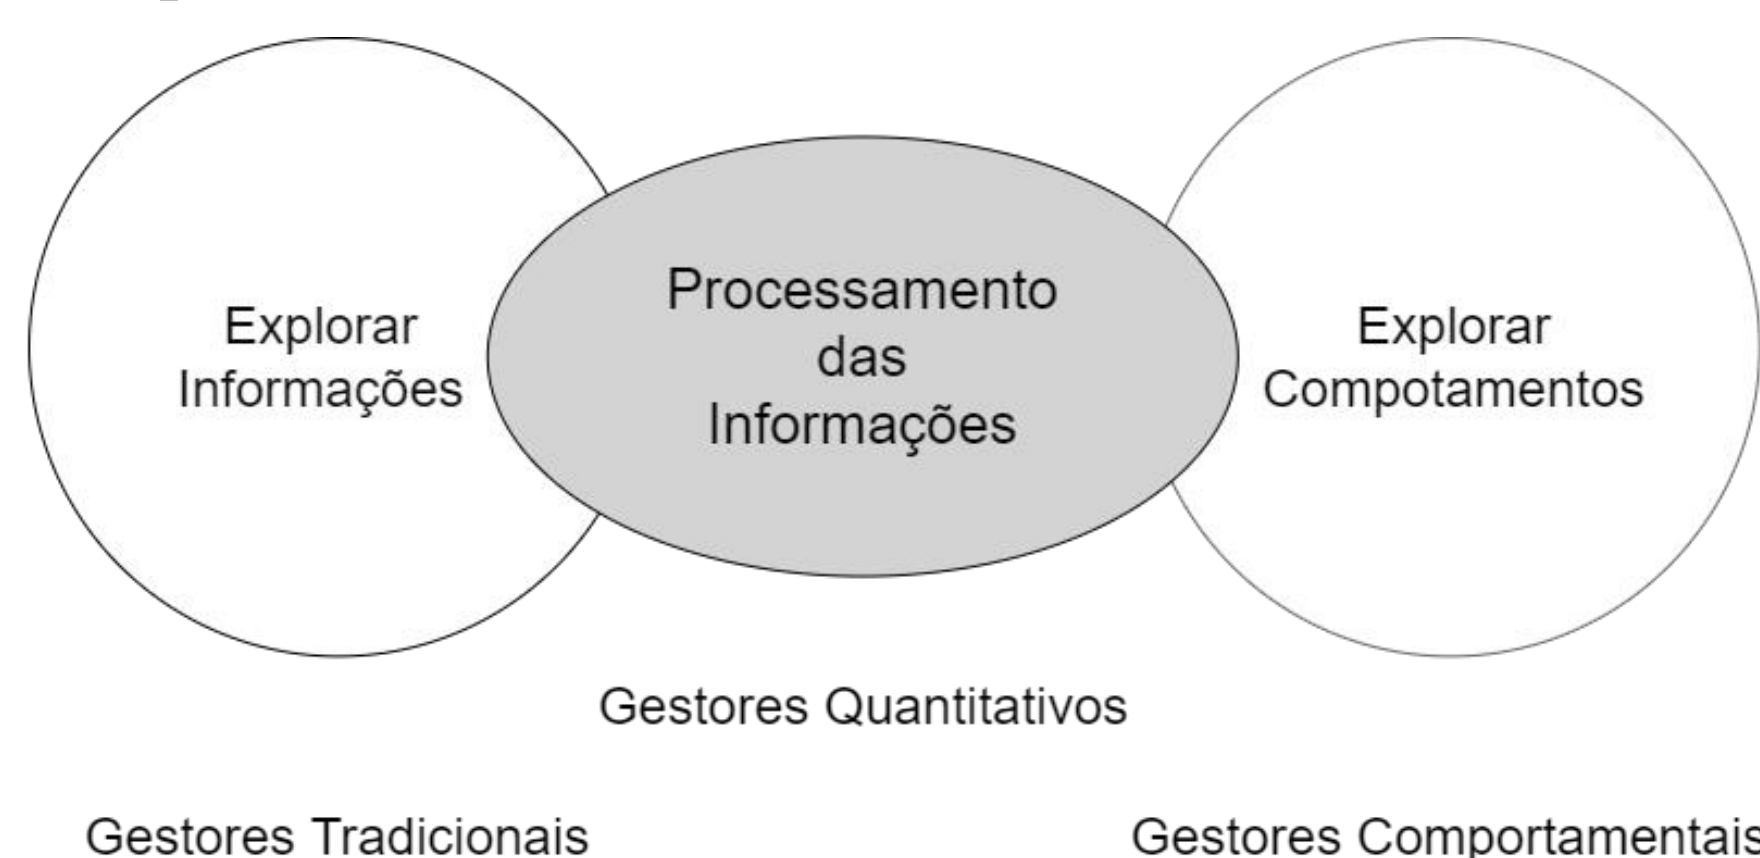 Explorar
Informações
Processamento
das
Informações
Explorar
Compotamentos
Gestores Quantitativos
Gestores Tradicionais
Gestores Comportamentais